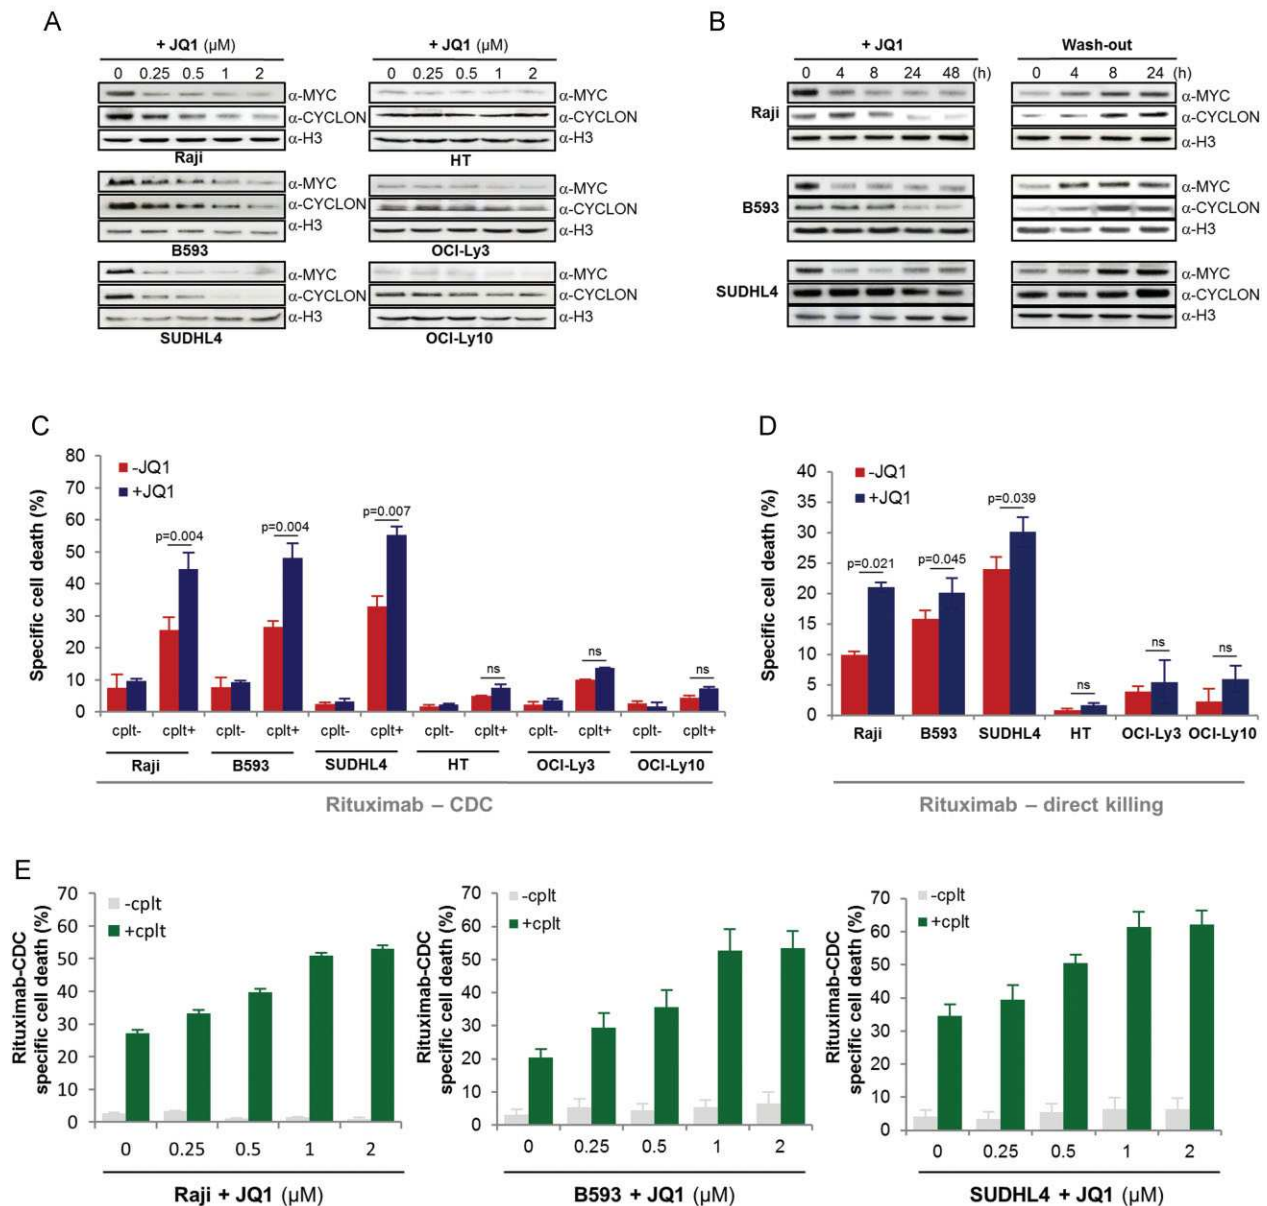 A
+ JQ1 (µM)
0 0.25 0.5 1 2
α-MYC
α-CYCLON
α-H3
Raji
α-MYC
α-CYCLON
α-H3
B593
α-MYC
α-CYCLON
α-H3
SUDHL4
+ JQ1 (µM)
0 0.25 0.5 1 2
α-MYC
α-CYCLON
α-H3
HT
α-MYC
α-CYCLON
α-H3
OCI-Ly3
α-MYC
α-CYCLON
α-H3
OCI-Ly10
B
+ JQ1
0 4 8 24 48 (h)
Wash-out
0 4 8 24 (h)
Raji
α-MYC
α-CYCLON
α-H3
B593
α-MYC
α-CYCLON
α-H3
SUDHL4
α-MYC
α-CYCLON
α-H3
C
Specific cell death (%)
80
70
60
50
40
30
20
10
0
-JQ1
+JQ1
p=0.004
p=0.004
p=0.007
ns
ns
ns
cplt- cplt+ cplt- cplt+ cplt- cplt+ cplt- cplt+ cplt- cplt+ cplt- cplt+
Raji B593 SUDHL4 HT OCI-Ly3 OCI-Ly10
Rituximab – CDC
D
Specific cell death (%)
40
35
30
25
20
15
10
5
0
-JQ1
+JQ1
p=0.021
p=0.045
p=0.039
ns
ns
ns
Raji B593 SUDHL4 HT OCI-Ly3 OCI-Ly10
Rituximab – direct killing
E
Rituximab-CDC
specific cell death (%)
70
60
50
40
30
20
10
0
-cplt
+cplt
0 0.25 0.5 1 2
Raji + JQ1 (µM)
Rituximab-CDC
specific cell death (%)
70
60
50
40
30
20
10
0
-cplt
+cplt
0 0.25 0.5 1 2
B593 + JQ1 (µM)
Rituximab-CDC
specific cell death (%)
70
60
50
40
30
20
10
0
-cplt
+cplt
0 0.25 0.5 1 2
SUDHL4 + JQ1 (µM)